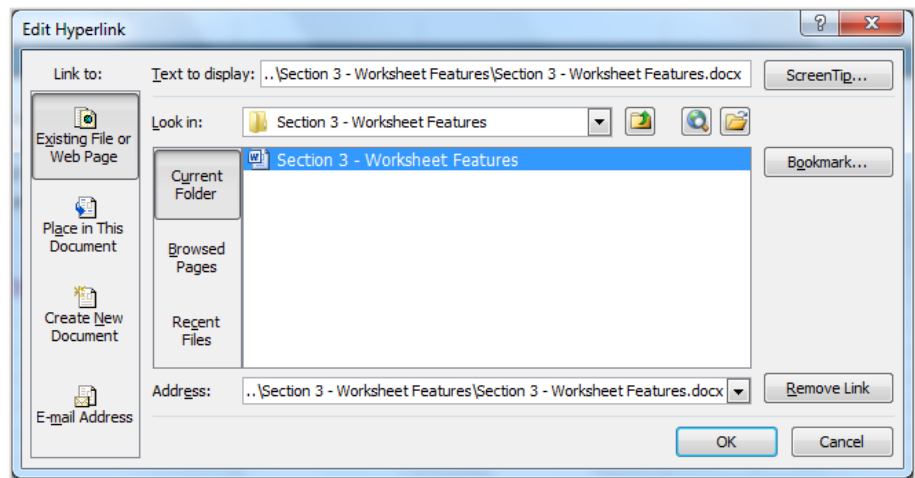 Edit Hyperlink
Link to:
Text to display: ..\Section 3 - Worksheet Features\Section 3 - Worksheet Features.docx
ScreenTip...
Existing File or
Web Page
Look in: Section 3 - Worksheet Features
Current
Folder
Section 3 - Worksheet Features
Bookmark...
Place in This
Document
Browsed
Pages
Create New
Document
Recent
Files
E-mail Address
Address: ..\Section 3 - Worksheet Features\Section 3 - Worksheet Features.docx
Remove Link
OK
Cancel